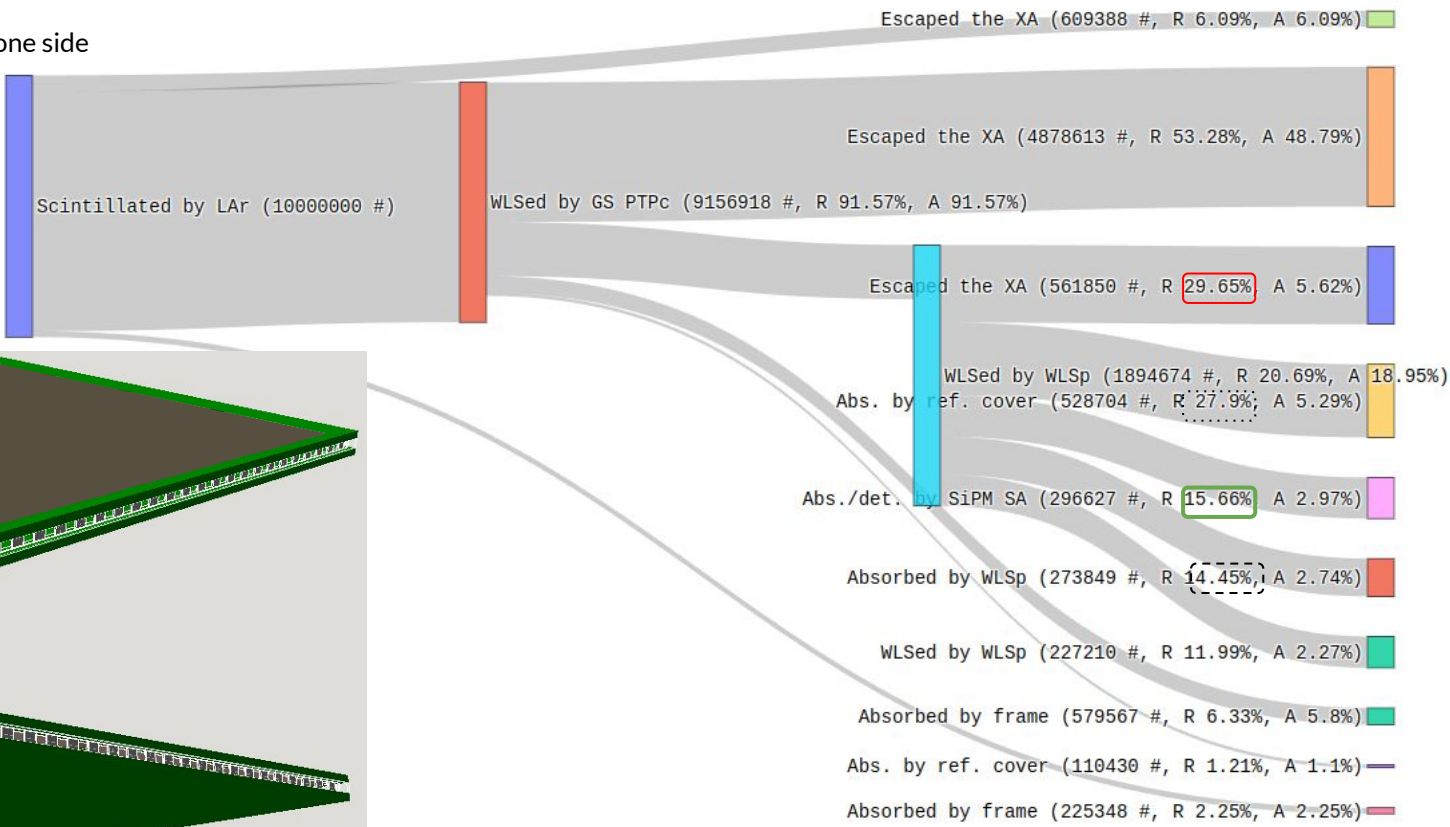 one side
Escaped the XA (609388 #, R 6.09%, A 6.09%)
Escaped the XA (4878613 #, R 53.28%, A 48.79%)
Scintillated by LAr (10000000 #)
WLSed by GS PTPc (9156918 #, R 91.57%, A 91.57%)
Escaped the XA (561850 #, R 29.65%, A 5.62%)
WLSed by WLSp (1894674 #, R 20.69%, A 18.95%)
Abs. by ref. cover (528704 #, R 27.9%, A 5.29%)
Abs./det. by SiPM SA (296627 #, R 15.66%, A 2.97%)
Absorbed by WLSp (273849 #, R 14.45%, A 2.74%)
WLSed by WLSp (227210 #, R 11.99%, A 2.27%)
Absorbed by frame (579567 #, R 6.33%, A 5.8%)
Abs. by ref. cover (110430 #, R 1.21%, A 1.1%)
Absorbed by frame (225348 #, R 2.25%, A 2.25%)